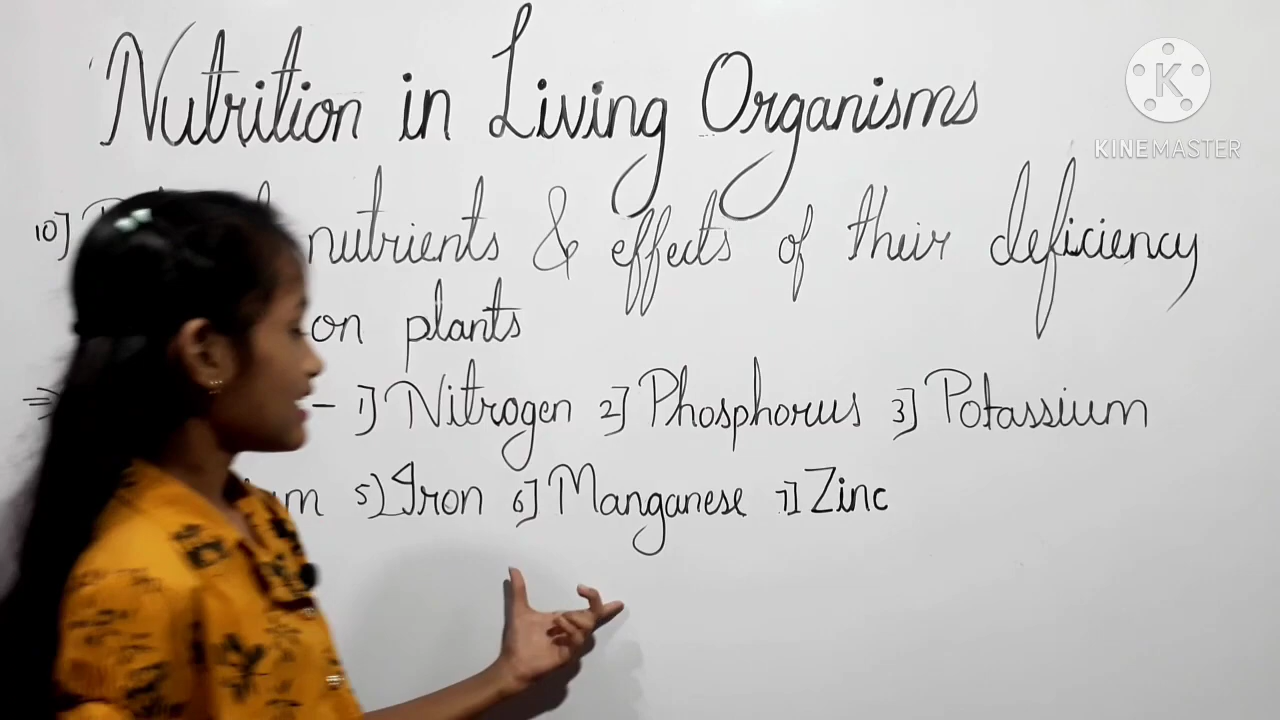 Nutrition in Living Organisms
K
KINEMASTER
10] nutrients & effects of their deficiency
on plants
⇒ – 1] Nitrogen 2] Phosphorus 3] Potassium
5) Iron 6] Manganese 7] Zinc